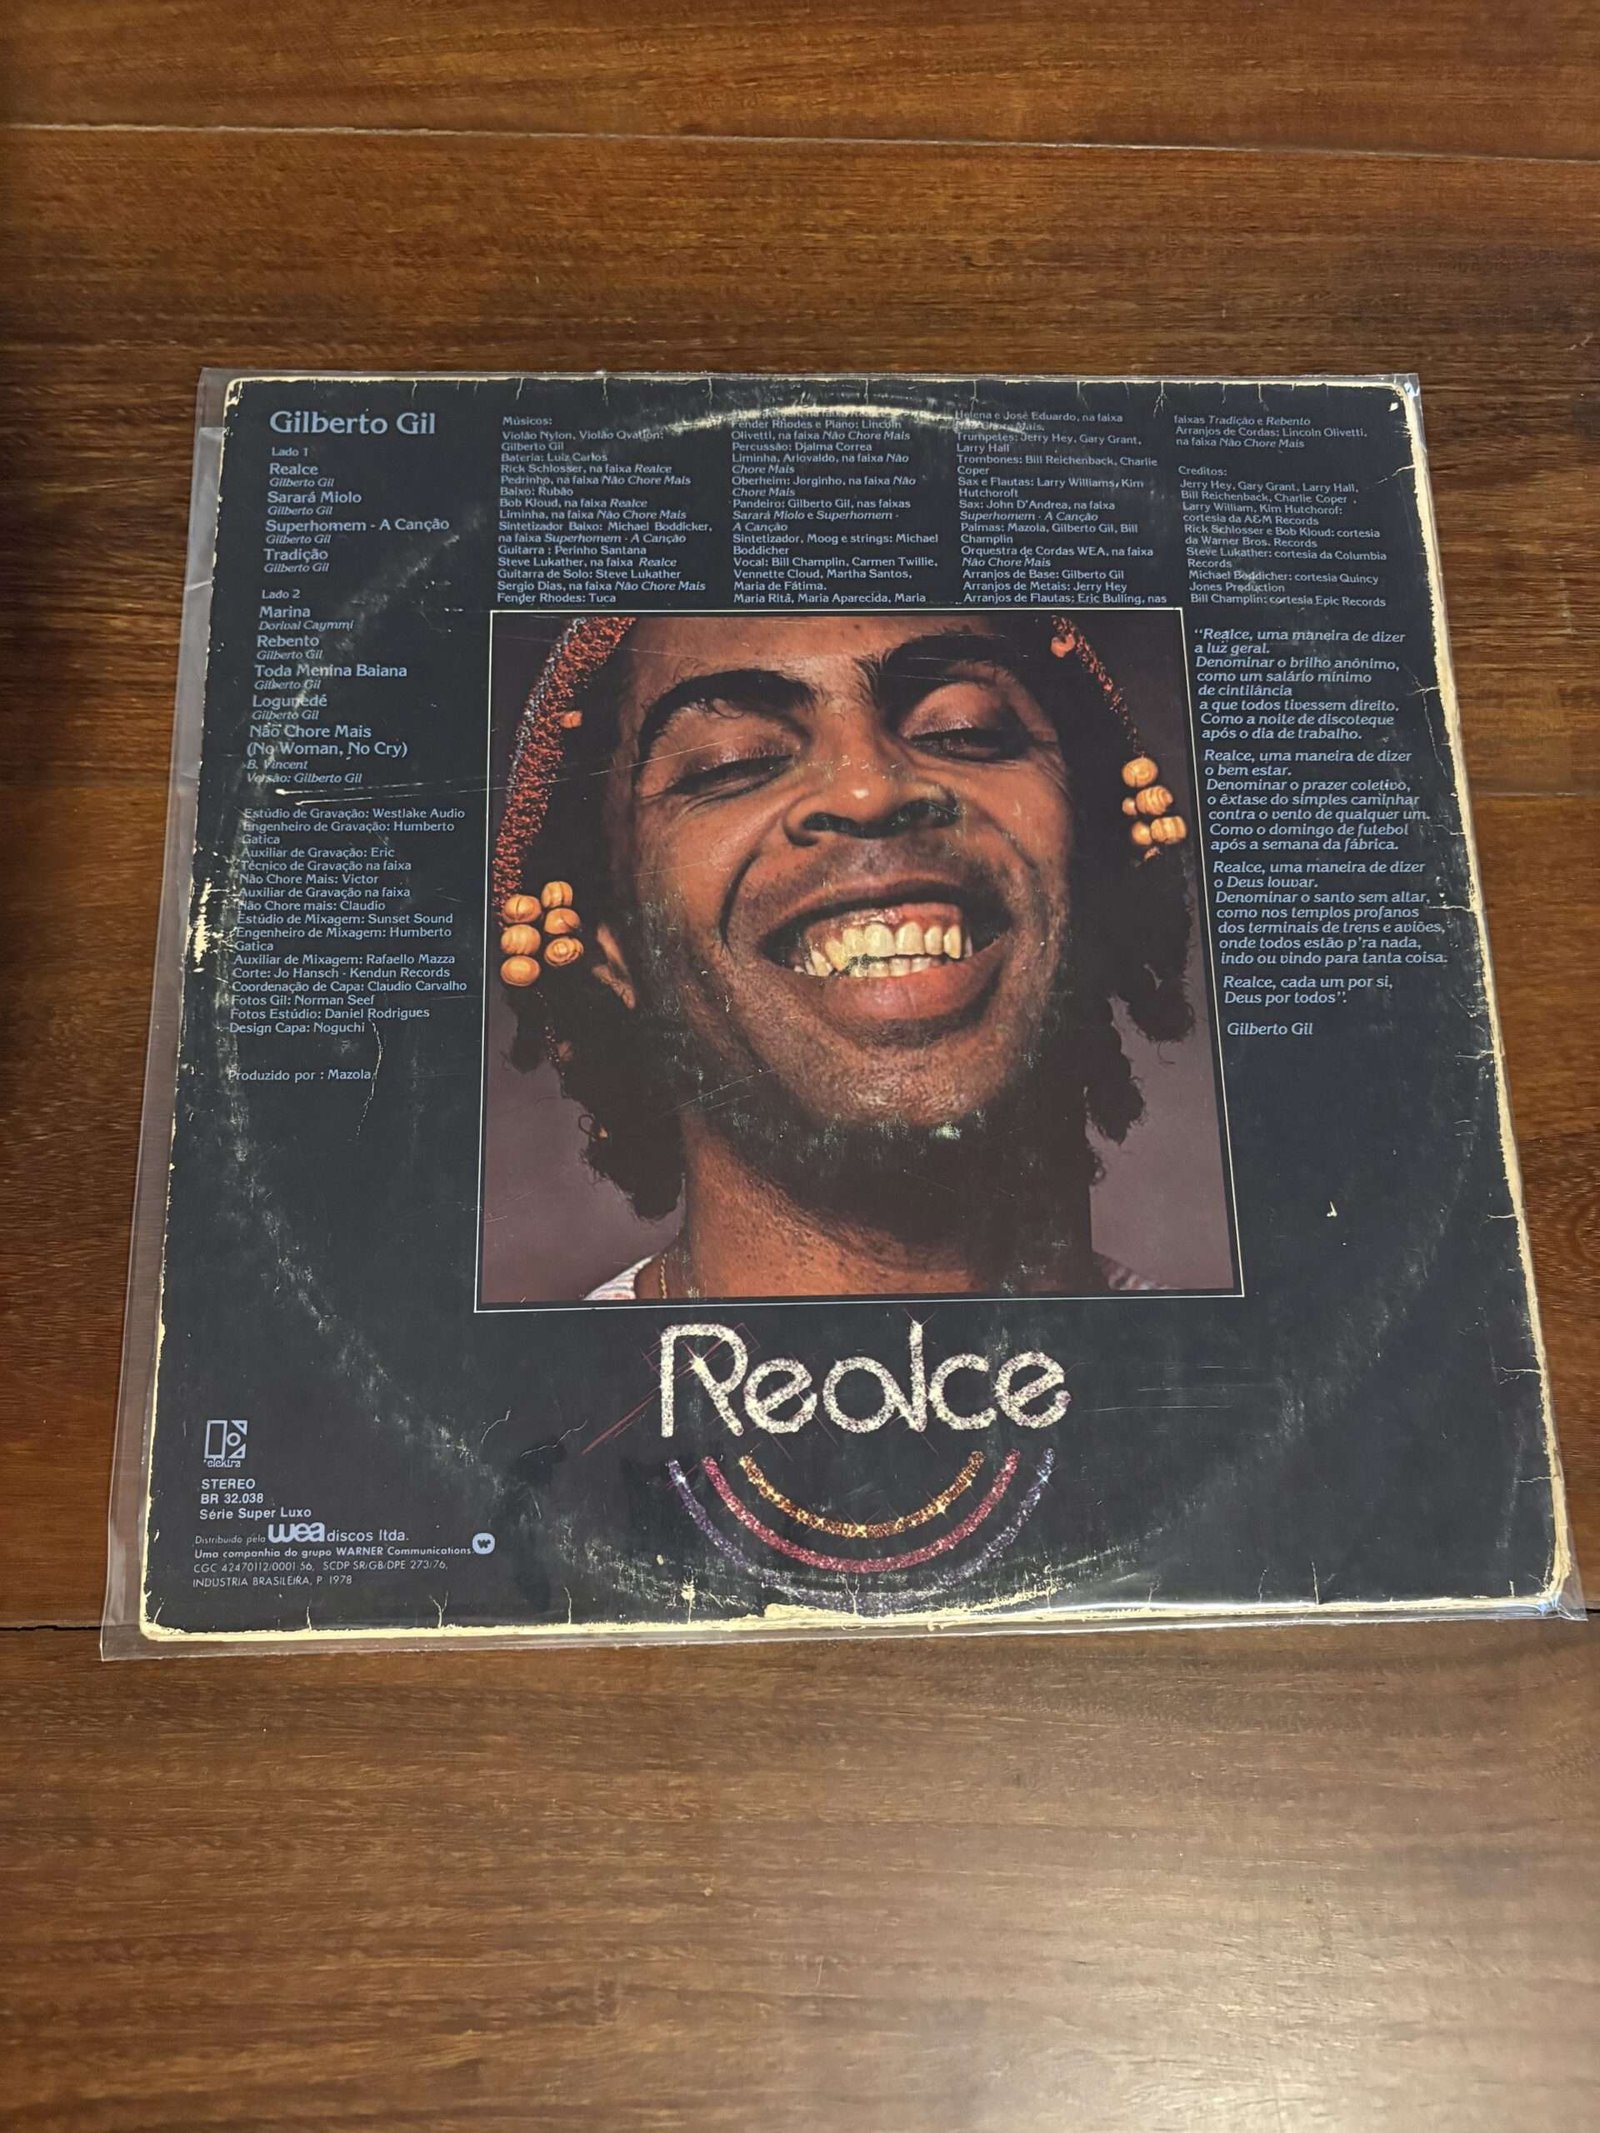 Gilberto Gil
Lado 1
Realce
Gilberto Gil
Sarará Miolo
Gilberto Gil
Superhomem - A Canção
Gilberto Gil
Tradição
Gilberto Gil
Lado 2
Marina
Dorival Caymmi
Rebento
Gilberto Gil
Toda Menina Baiana
Gilberto Gil
Logunedé
Gilberto Gil
Não Chore Mais
(No Woman, No Cry)
B. Vincent
Versão: Gilberto Gil
Estúdio de Gravação: Westlake Audio
Engenheiro de Gravação: Humberto
Gatica
Auxiliar de Gravação: Eric
Técnico de Gravação na faixa
Não Chore Mais: Victor
Auxiliar de Gravação na faixa
Não Chore mais: Claudio
Estúdio de Mixagem: Sunset Sound
Engenheiro de Mixagem: Humberto
Gatica
Auxiliar de Mixagem: Rafaello Mazza
Corte: Jo Hansch - Kendun Records
Coordenação de Capa: Claudio Carvalho
Fotos Gil: Norman Seef
Fotos Estúdio: Daniel Rodrigues
Design Capa: Noguchi
Produzido por : Mazola
Músicos:
Violão Nylon, Violão Ovation:
Gilberto Gil
Bateria: Luiz Carlos
Rick Schlosser, na faixa Realce
Pedrinho, na faixa Não Chore Mais
Baixo: Rubão
Bob Kloud, na faixa Realce
Liminha, na faixa Não Chore Mais
Sintetizador Baixo: Michael Boddicker,
na faixa Superhomem - A Canção
Guitarra : Perinho Santana
Steve Lukather, na faixa Realce
Guitarra de Solo: Steve Lukather
Sergio Dias, na faixa Não Chore Mais
Fender Rhodes: Tuca
na faixa
Fender Rhodes e Piano: Lincoln
Olivetti, na faixa Não Chore Mais
Percussão: Djalma Correa
Liminha, Ariovaldo, na faixa Não
Chore Mais
Oberheim: Jorginho, na faixa Não
Chore Mais
Pandeiro: Gilberto Gil, nas faixas
Sarará Miolo e Superhomem -
A Canção
Sintetizador, Moog e strings: Michael
Boddicher
Vocal: Bill Champlin, Carmen Twillie,
Vennette Cloud, Martha Santos,
Maria de Fátima.
Maria Ritã, Maria Aparecida, Maria
Helena e José Eduardo, na faixa
Não Chore Mais.
Trumpetes: Jerry Hey, Gary Grant,
Larry Hall
Trombones: Bill Reichenback, Charlie
Coper
Sax e Flautas: Larry Williams, Kim
Hutchoroft
Sax: John D'Andrea, na faixa
Superhomem - A Canção
Palmas: Mazola, Gilberto Gil, Bill
Champlin
Orquestra de Cordas WEA, na faixa
Não Chore Mais
Arranjos de Base: Gilberto Gil
Arranjos de Metais: Jerry Hey
Arranjos de Flautas: Eric Bulling, nas
faixas Tradição e Rebento
Arranjos de Cordas: Lincoln Olivetti,
na faixa Não Chore Mais
Creditos:
Jerry Hey, Gary Grant, Larry Hall,
Bill Reichenback, Charlie Coper ,
Larry William, Kim Hutchorof:
cortesia da A&M Records
Rick Schlosser e Bob Kloud: cortesia
da Warner Bros. Records
Steve Lukather: cortesia da Columbia
Records
Michael Boddicher: cortesia Quincy
Jones Production
Bill Champlin: cortesia Epic Records
"Realce, uma maneira de dizer
a luz geral.
Denominar o brilho anônimo,
como um salário mínimo
de cintilância
a que todos tivessem direito.
Como a noite de discoteque
após o dia de trabalho.
Realce, uma maneira de dizer
o bem estar.
Denominar o prazer coletivo,
o êxtase do simples caminhar
contra o vento de qualquer um.
Como o domingo de futebol
após a semana da fábrica.
Realce, uma maneira de dizer
o Deus louvar.
Denominar o santo sem altar,
como nos templos profanos
dos terminais de trens e aviões,
onde todos estão p'ra nada,
indo ou vindo para tanta coisa.
Realce, cada um por si,
Deus por todos".
Gilberto Gil
Realce
elektra
STEREO
BR 32.038
Série Super Luxo
Distribuido pela wea discos ltda.
Uma companhia do grupo WARNER Communications
CGC 42470112/0001-56, SCDP SR/GB/DPE 273/76,
INDUSTRIA BRASILEIRA, P. 1978